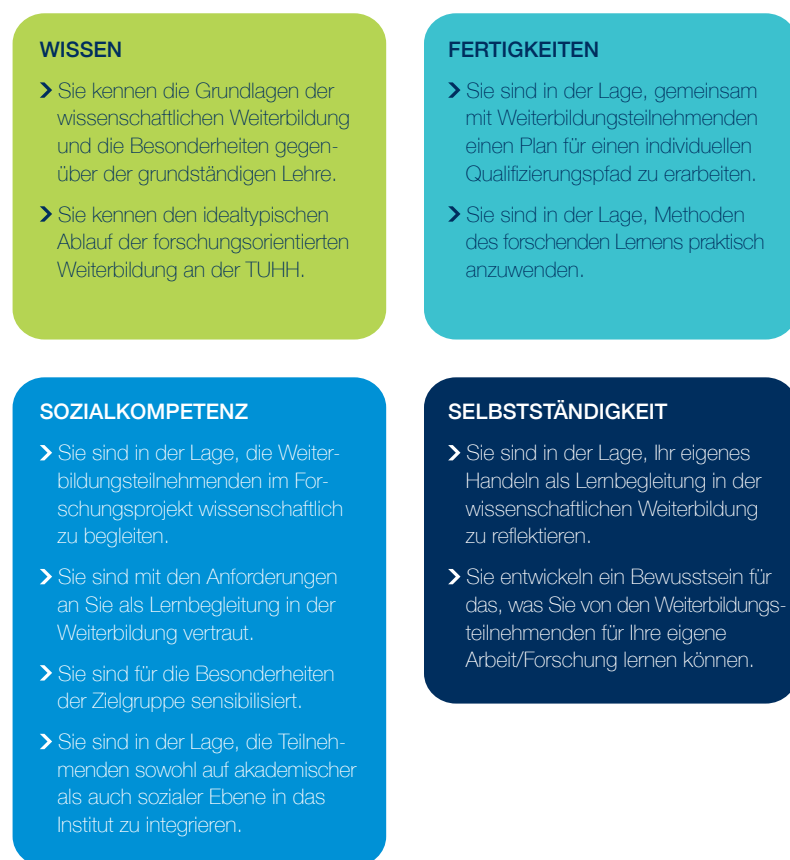 WISSEN
Sie kennen die Grundlagen der
wissenschaftlichen Weiterbildung
und die Besonderheiten gegen-
über der grundständigen Lehre.
Sie kennen den idealtypischen
Ablauf der forschungsorientierten
Weiterbildung an der TUHH.
FERTIGKEITEN
Sie sind in der Lage, gemeinsam
mit Weiterbildungsteilnehmenden
einen Plan für einen individuellen
Qualifizierungspfad zu erarbeiten.
Sie sind in der Lage, Methoden
des forschenden Lernens praktisch
anzuwenden.
SOZIALKOMPETENZ
Sie sind in der Lage, die Weiter-
bildungsteilnehmenden im For-
schungsprojekt wissenschaftlich
zu begleiten.
Sie sind mit den Anforderungen
an Sie als Lernbegleitung in der
Weiterbildung vertraut.
Sie sind für die Besonderheiten
der Zielgruppe sensibilisiert.
Sie sind in der Lage, die Teilneh-
menden sowohl auf akademischer
als auch sozialer Ebene in das
Institut zu integrieren.
SELBSTSTÄNDIGKEIT
Sie sind in der Lage, Ihr eigenes
Handeln als Lernbegleitung in der
wissenschaftlichen Weiterbildung
zu reflektieren.
Sie entwickeln ein Bewusstsein für
das, was Sie von den Weiterbildungs-
teilnehmenden für Ihre eigene
Arbeit/Forschung lernen können.